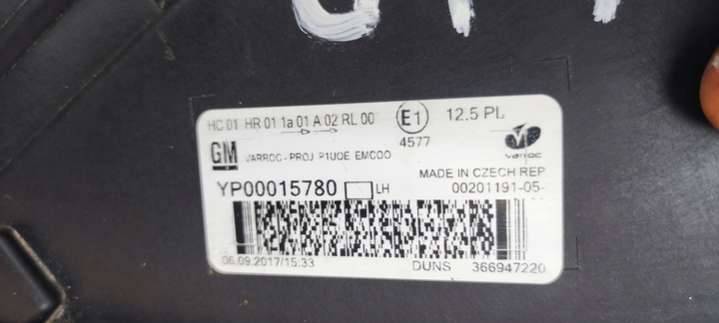 HC 01 HR 01 1a 01 A 02 RL 00 E1 12.5 PL
4577
GM VARROC-PROJ P1UOE EMCOO varroc
MADE IN CZECH REP
YP00015780 LH 00201191-05-
06.09.2017/15:33 DUNS 366947220